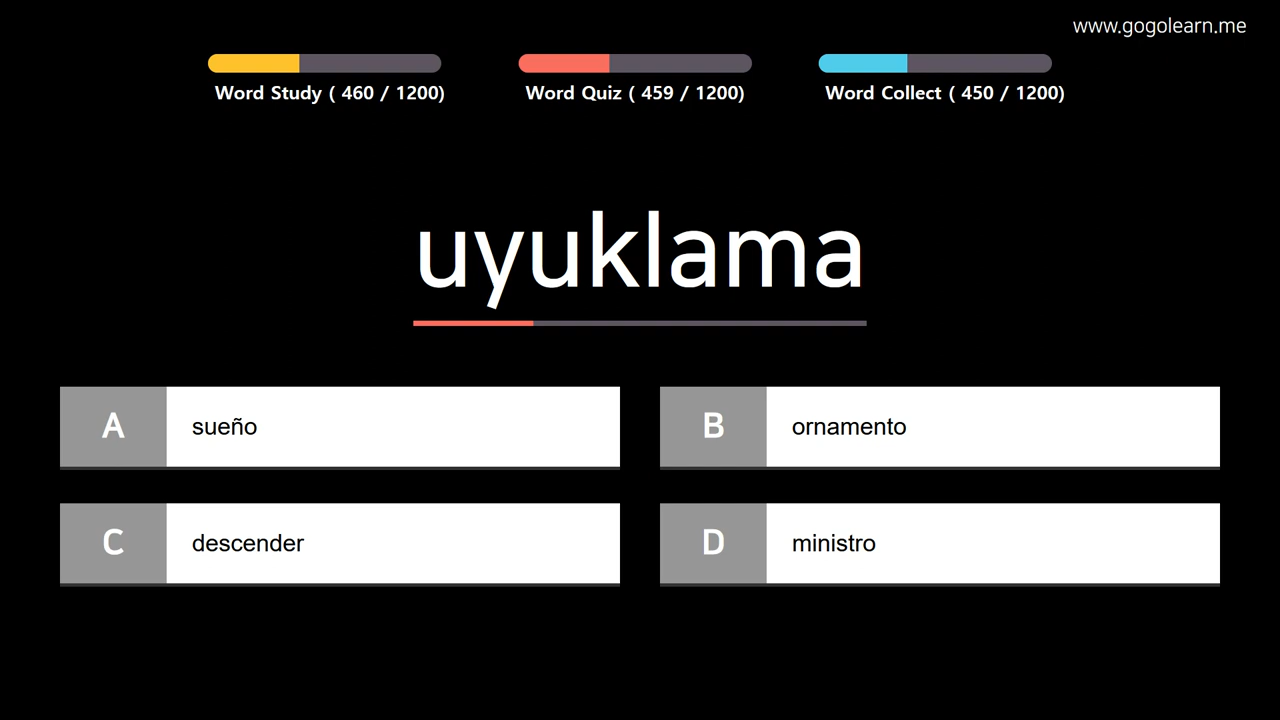 www.gogolearn.me
Word Study ( 460 / 1200)
Word Quiz ( 459 / 1200)
Word Collect ( 450 / 1200)
uyuklama
A sueño
B ornamento
C descender
D ministro